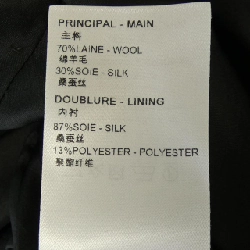 PRINCIPAL - MAIN
主料
70%LAINE - WOOL
绵羊毛
30%SOIE - SILK
桑蚕丝
DOUBLURE - LINING
内衬
87%SOIE - SILK
桑蚕丝
13%POLYESTER - POLYESTER
聚酯纤维